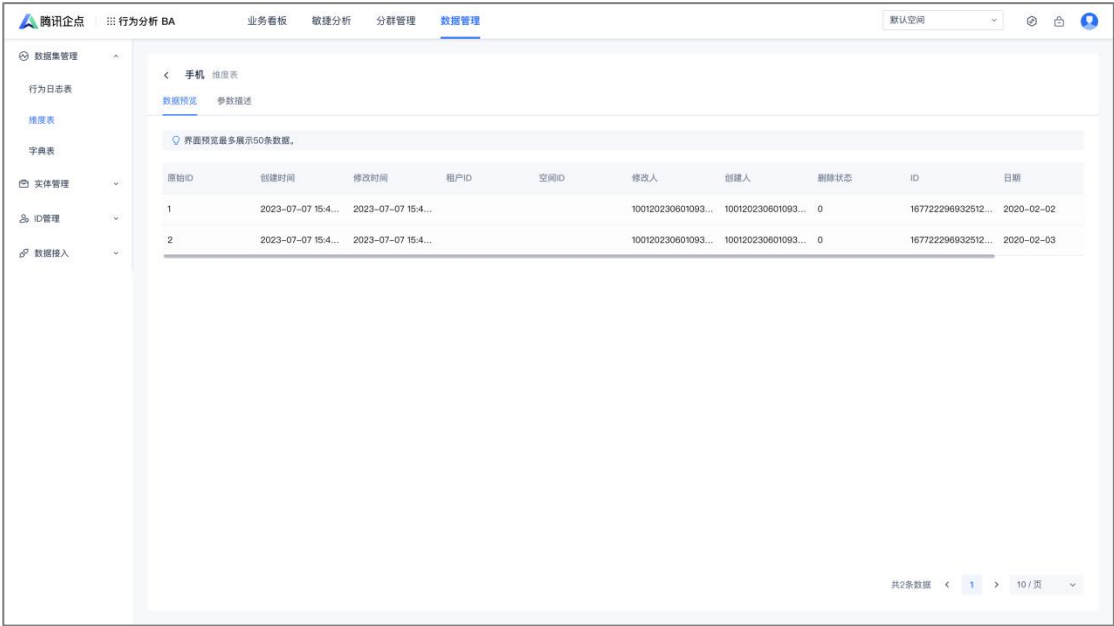 腾讯企点 行为分析 BA 业务看板 敏捷分析 分群管理 数据管理 默认空间
数据集管理
行为日志表
维度表
字典表
实体管理
ID管理
数据接入
手机 维度表
数据预览 参数描述
界面预览最多展示50条数据。
原始ID 创建时间 修改时间 租户ID 空间ID 修改人 创建人 删除状态 ID 日期
1 2023-07-07 15:4... 2023-07-07 15:4... 100120230601093... 100120230601093... 0 167722296932512... 2020-02-02
2 2023-07-07 15:4... 2023-07-07 15:4... 100120230601093... 100120230601093... 0 167722296932512... 2020-02-03
共2条数据 1 10 / 页